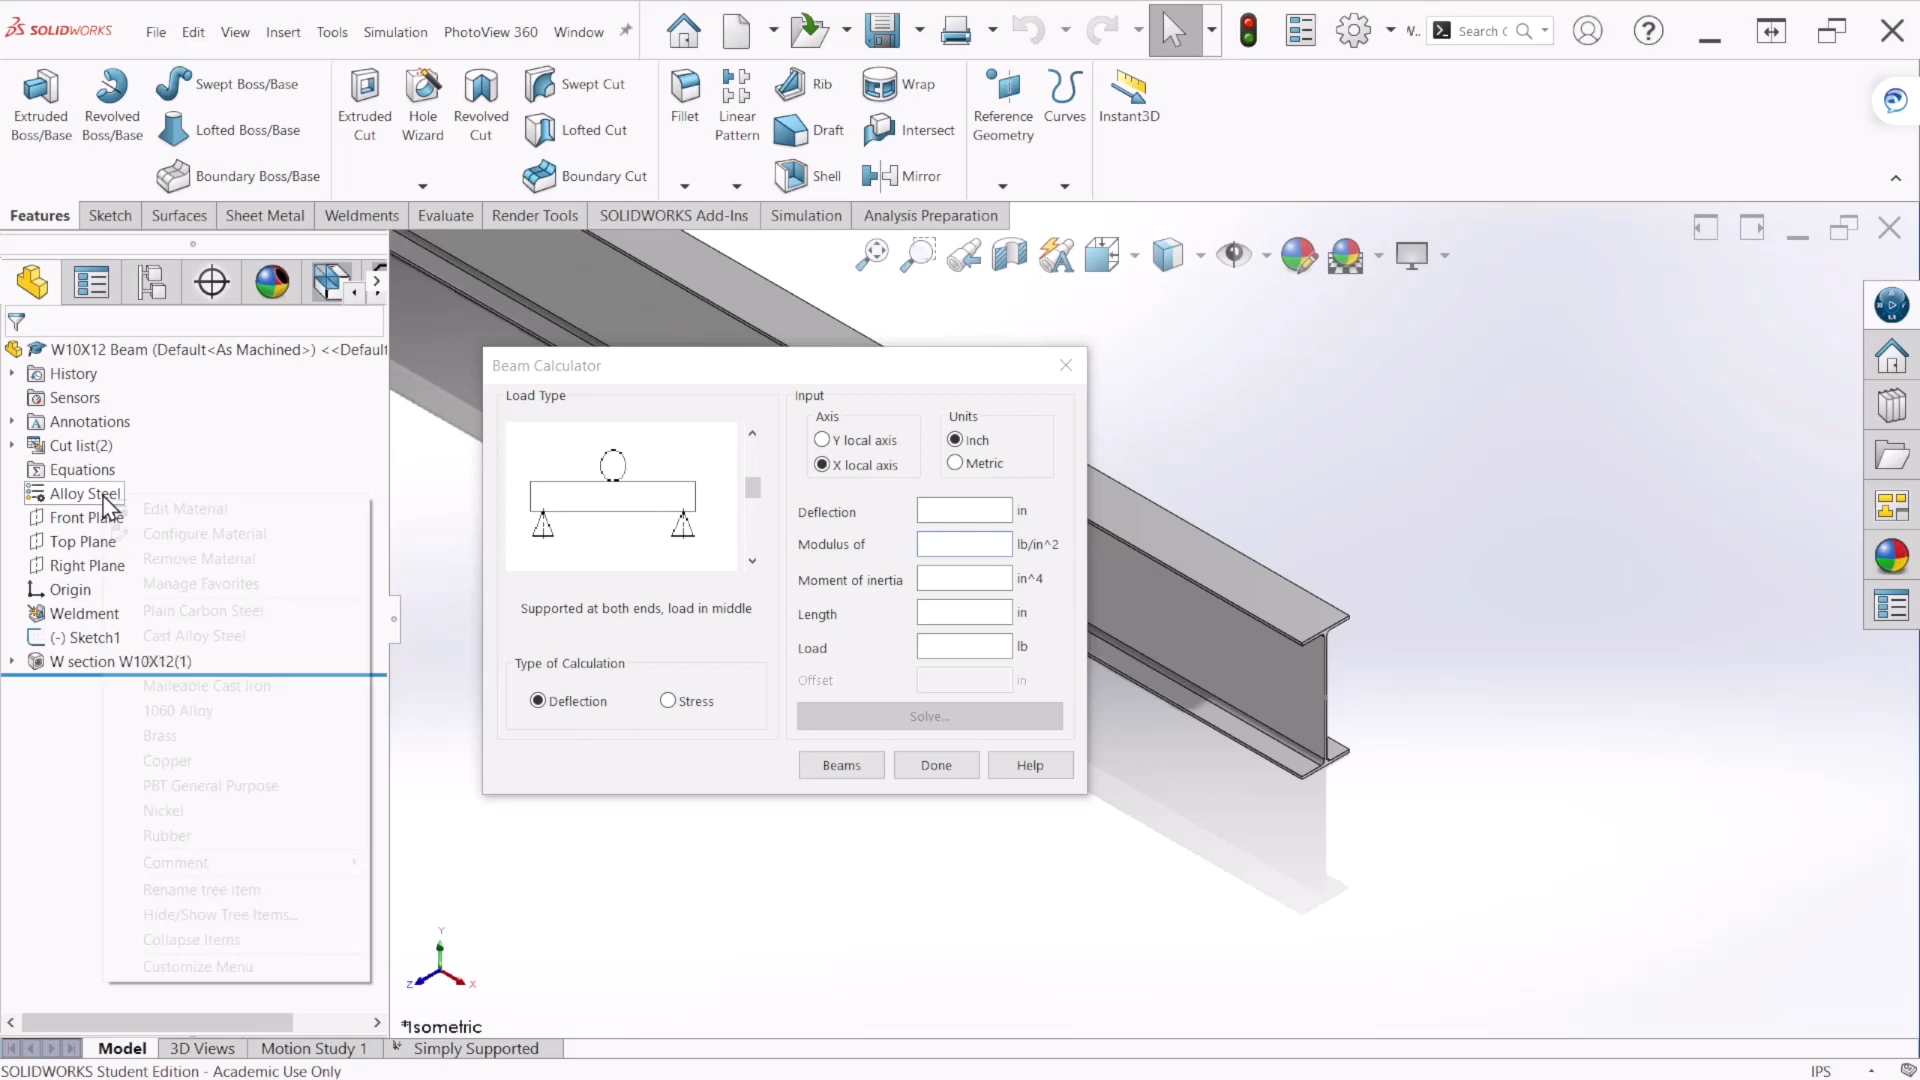 SOLIDWORKS File Edit View Insert Tools Simulation PhotoView 360 Window W.. Search C
Extruded Boss/Base
Revolved Boss/Base
Swept Boss/Base
Lofted Boss/Base
Boundary Boss/Base
Extruded Cut
Hole Wizard
Revolved Cut
Swept Cut
Lofted Cut
Boundary Cut
Fillet
Linear Pattern
Rib
Draft
Shell
Wrap
Intersect
Mirror
Reference Geometry
Curves
Instant3D
Features Sketch Surfaces Sheet Metal Weldments Evaluate Render Tools SOLIDWORKS Add-Ins Simulation Analysis Preparation
W10X12 Beam (Default<As Machined>) <<Default
History
Sensors
Annotations
Cut list(2)
Equations
Alloy Steel
Front Plane
Top Plane
Right Plane
Origin
Weldment
(-) Sketch1
W section W10X12(1)
Edit Material
Configure Material
Remove Material
Manage Favorites
Plain Carbon Steel
Cast Alloy Steel
Malleable Cast Iron
1060 Alloy
Brass
Copper
PBT General Purpose
Nickel
Rubber
Comment
Rename tree item
Hide/Show Tree Items...
Collapse Items
Customize Menu
Beam Calculator
Load Type
Supported at both ends, load in middle
Type of Calculation
Deflection Stress
Input
Axis
Y local axis
X local axis
Units
Inch
Metric
Deflection in
Modulus of lb/in^2
Moment of inertia in^4
Length in
Load lb
Offset in
Solve...
Beams Done Help
Y
Z X
*Isometric
Model 3D Views Motion Study 1 Simply Supported
SOLIDWORKS Student Edition - Academic Use Only IPS